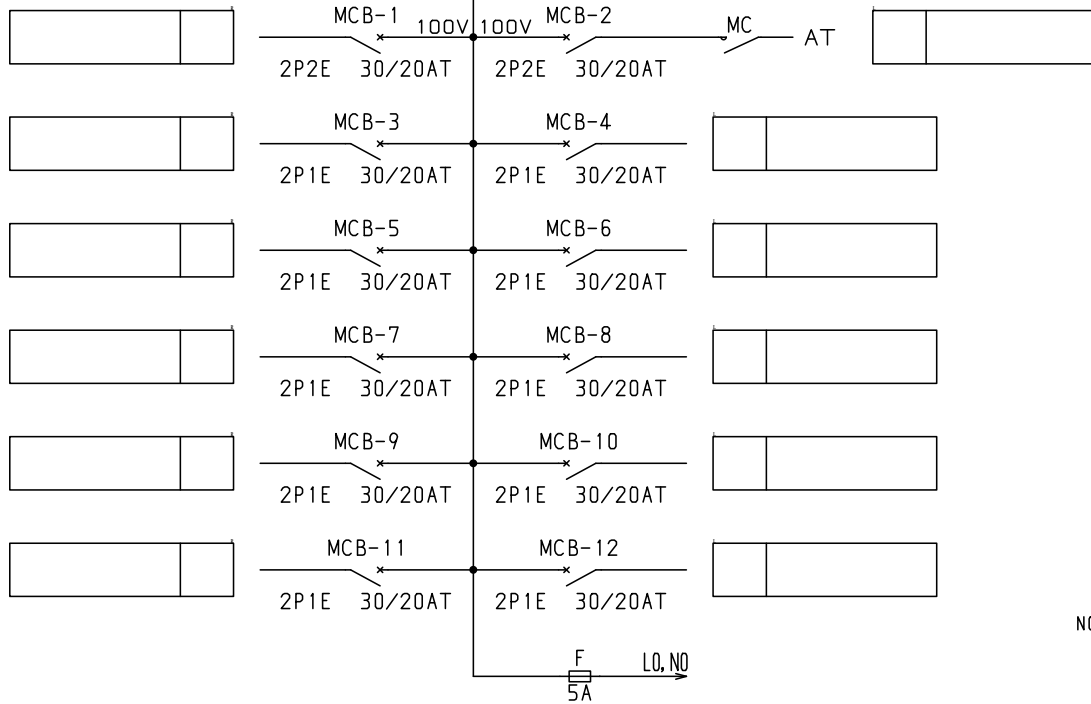 MCB-1 100V 100V MCB-2 MC AT
2P2E 30/20AT 2P2E 30/20AT
MCB-3 MCB-4
2P1E 30/20AT 2P1E 30/20AT
MCB-5 MCB-6
2P1E 30/20AT 2P1E 30/20AT
MCB-7 MCB-8
2P1E 30/20AT 2P1E 30/20AT
MCB-9 MCB-10
2P1E 30/20AT 2P1E 30/20AT
MCB-11 MCB-12
2P1E 30/20AT 2P1E 30/20AT
F L0,N0
5A